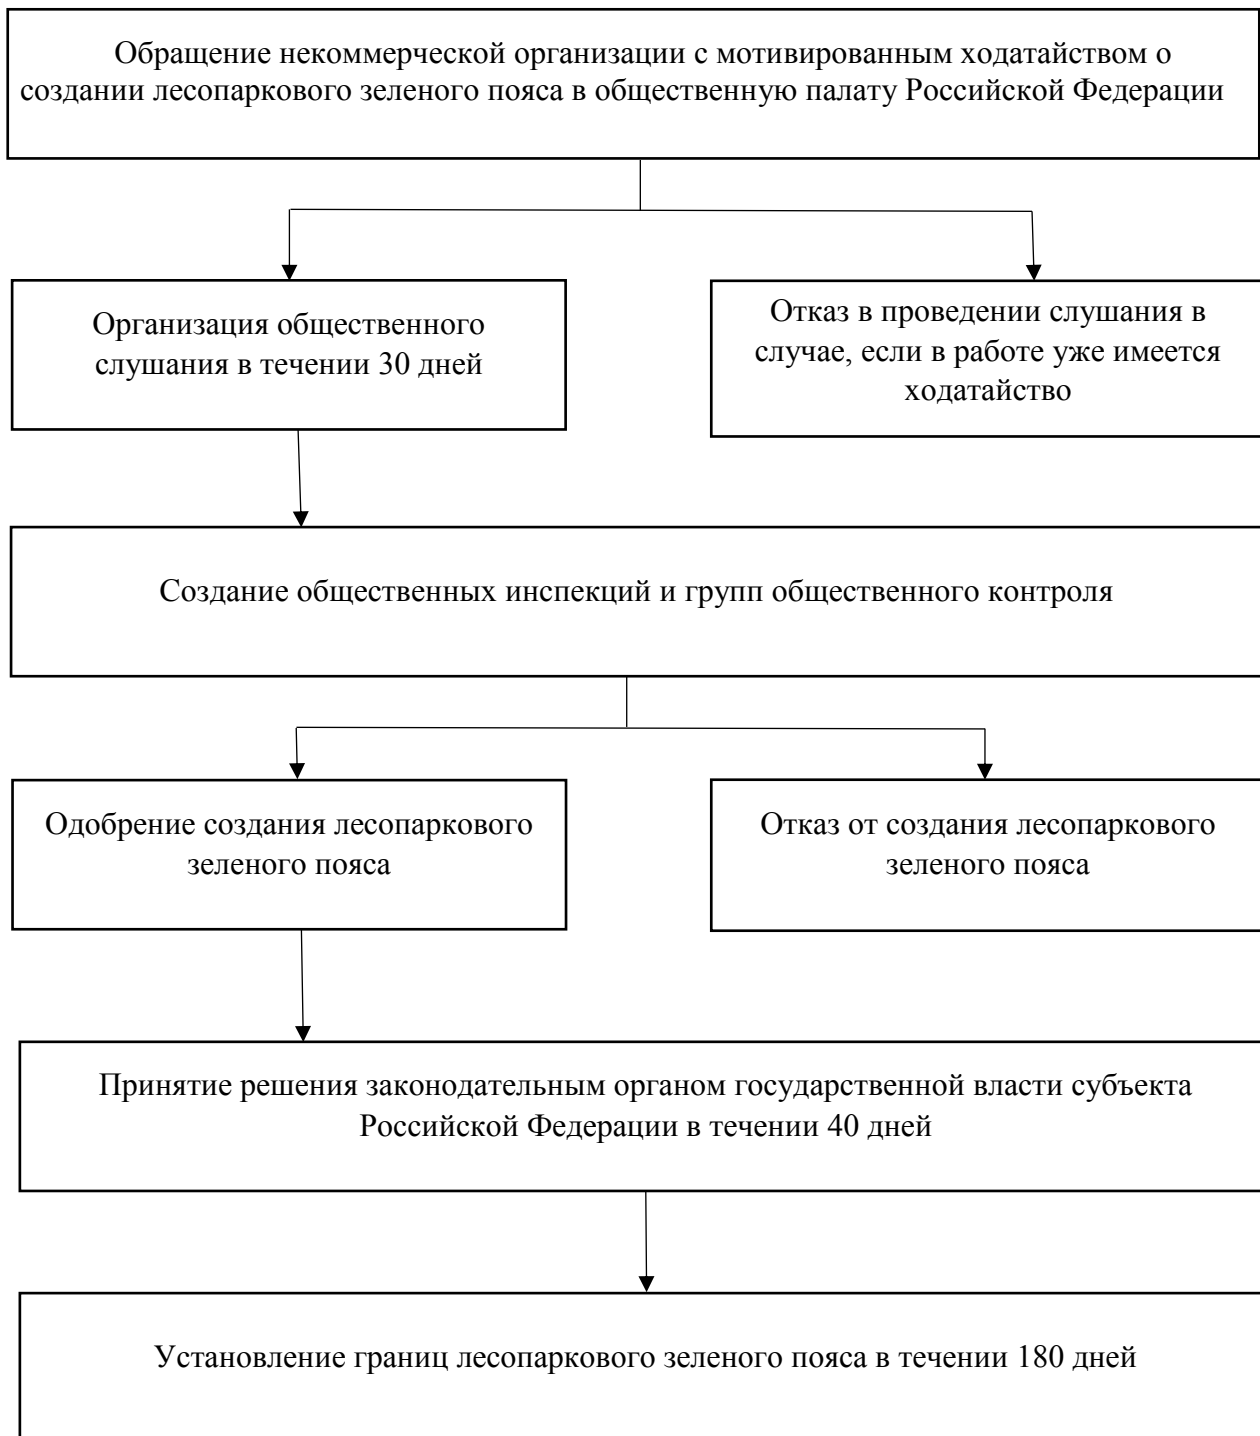 Обращение некоммерческой организации с мотивированным ходатайством о
создании лесопаркового зеленого пояса в общественную палату Российской Федерации
Организация общественного
слушания в течении 30 дней
Отказ в проведении слушания в
случае, если в работе уже имеется
ходатайство
Создание общественных инспекций и групп общественного контроля
Одобрение создания лесопаркового
зеленого пояса
Отказ от создания лесопаркового
зеленого пояса
Принятие решения законодательным органом государственной власти субъекта
Российской Федерации в течении 40 дней
Установление границ лесопаркового зеленого пояса в течении 180 дней